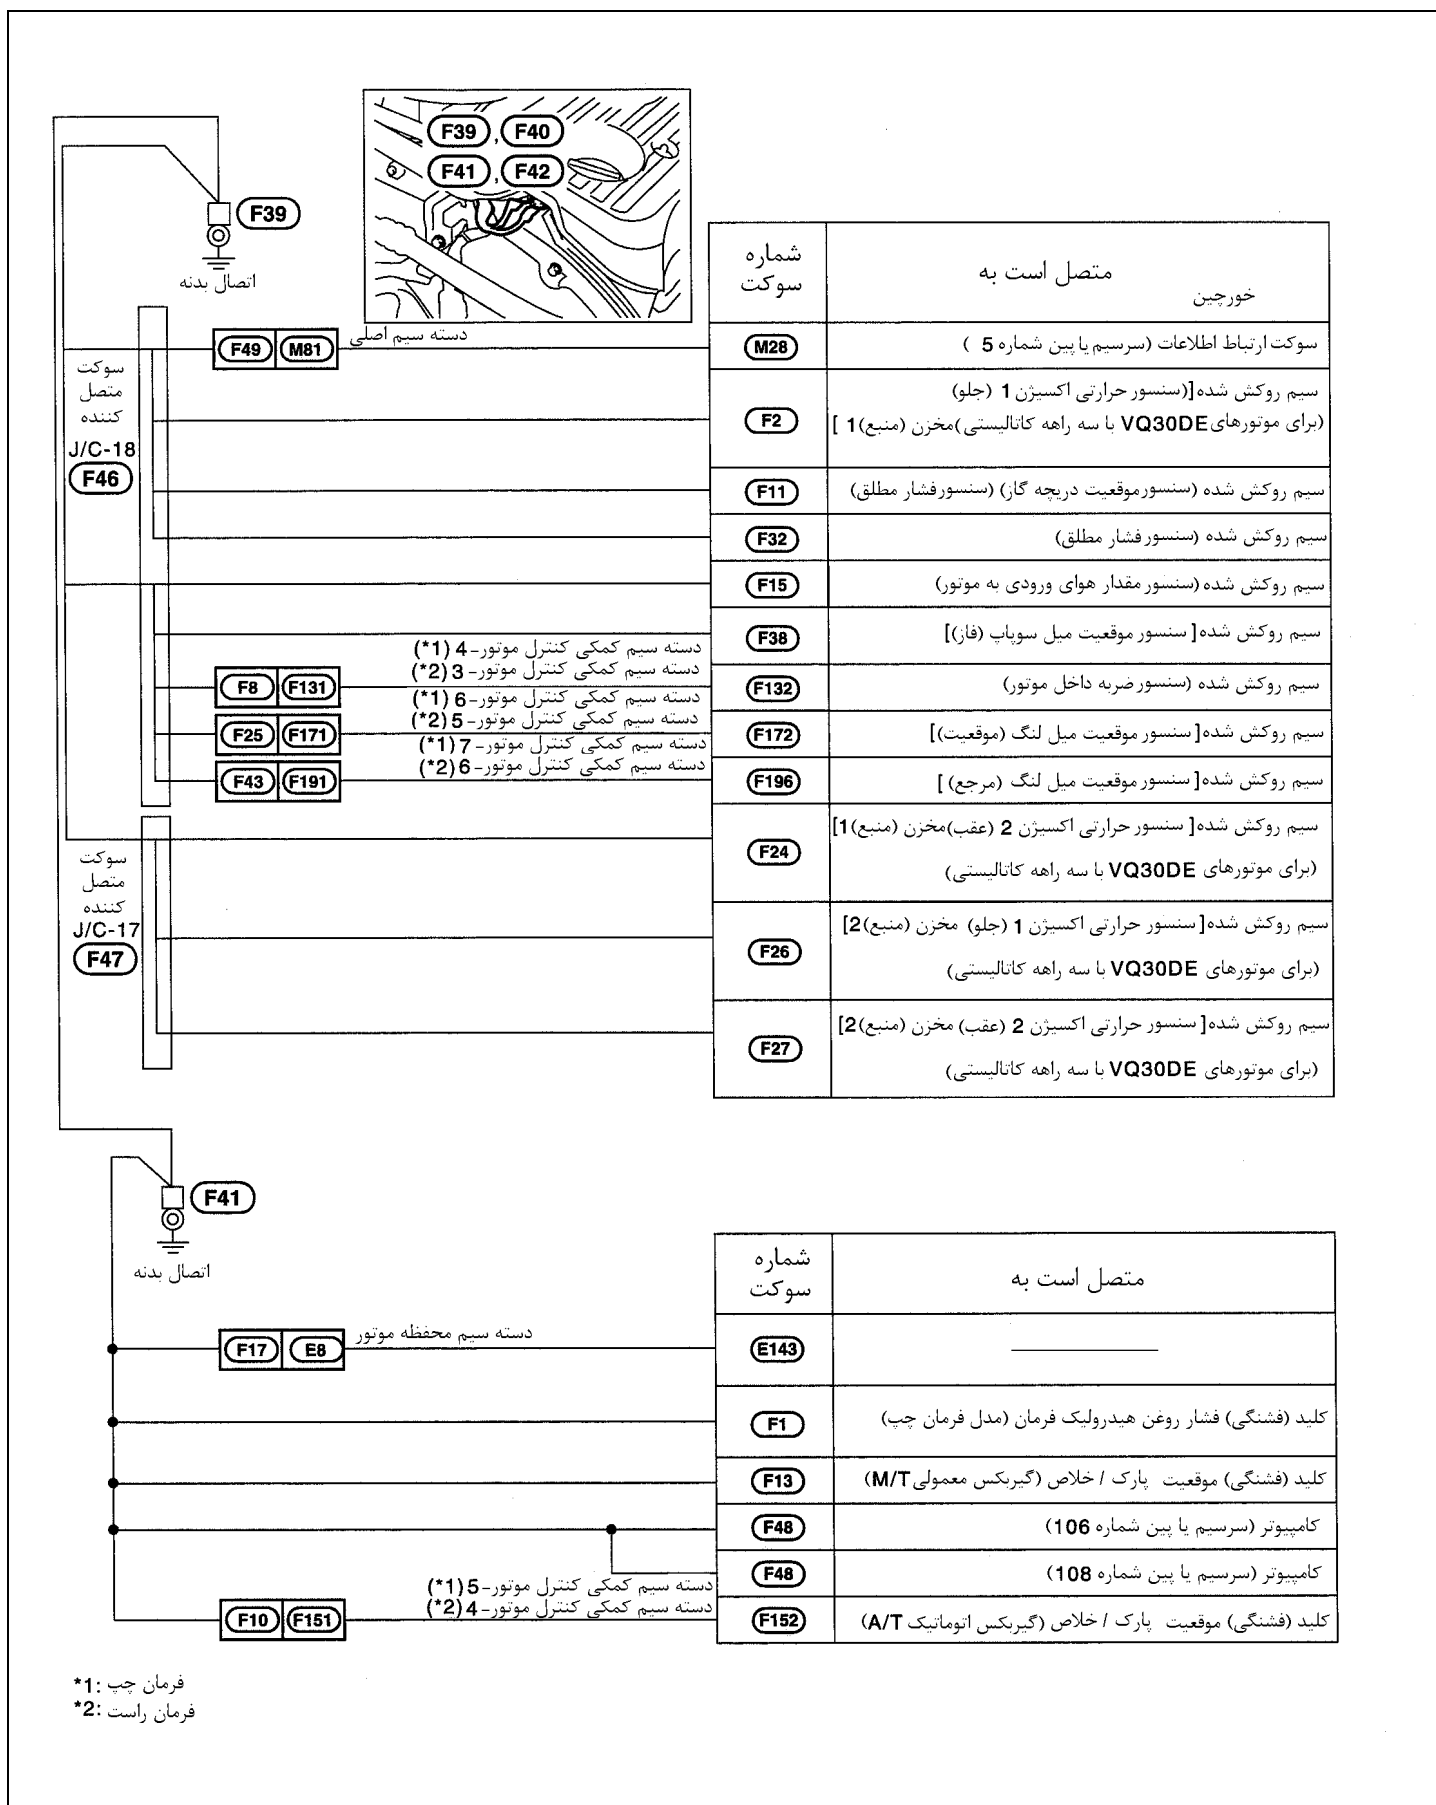 F39 , F40
F41 , F42
F39
اتصال بدنه
شماره سوکت
متصل است به
خورچین
سوکت
متصل
کننده
J/C-18
F46
F49 M81 دسته سیم اصلی
M28 سوکت ارتباط اطلاعات (سرسیم یا پین شماره 5 )
F2 سیم روکش شده[(سنسور حرارتی اکسیژن 1 (جلو)
(برای موتورهای VQ30DE با سه راهه کاتالیستی)مخزن (منبع)1 ]
F11 سیم روکش شده (سنسور موقعیت دریچه گاز) (سنسور فشار مطلق)
F32 سیم روکش شده (سنسور فشار مطلق)
F15 سیم روکش شده (سنسور مقدار هوای ورودی به موتور)
F38 سیم روکش شده[ سنسور موقعیت میل سوپاپ (فاز)]
دسته سیم کمکی کنترل موتور-4 (1*)
دسته سیم کمکی کنترل موتور-3 (2*)
F8 F131
F132 سیم روکش شده (سنسور ضربه داخل موتور)
دسته سیم کمکی کنترل موتور-6 (1*)
دسته سیم کمکی کنترل موتور-5 (2*)
F25 F171
F172 سیم روکش شده[ سنسور موقعیت میل لنگ (موقعیت)]
دسته سیم کمکی کنترل موتور-7 (1*)
دسته سیم کمکی کنترل موتور-6 (2*)
F43 F191
F196 سیم روکش شده[ سنسور موقعیت میل لنگ (مرجع) ]
سوکت
متصل
کننده
J/C-17
F47
F24 سیم روکش شده[ سنسور حرارتی اکسیژن 2 (عقب)مخزن (منبع)1]
(برای موتورهای VQ30DE با سه راهه کاتالیستی)
F26 سیم روکش شده[ سنسور حرارتی اکسیژن 1 (جلو) مخزن (منبع)2]
(برای موتورهای VQ30DE با سه راهه کاتالیستی)
F27 سیم روکش شده[ سنسور حرارتی اکسیژن 2 (عقب) مخزن (منبع)2]
(برای موتورهای VQ30DE با سه راهه کاتالیستی)
F41
اتصال بدنه
شماره سوکت
متصل است به
F17 E8 دسته سیم محفظه موتور
E143
F1 کلید (فشنگی) فشار روغن هیدرولیک فرمان (مدل فرمان چپ)
F13 کلید (فشنگی) موقعیت پارک / خلاص (گیربکس معمولی M/T)
F48 کامپیوتر (سرسیم یا پین شماره 106)
F48 کامپیوتر (سرسیم یا پین شماره 108)
دسته سیم کمکی کنترل موتور-5 (1*)
دسته سیم کمکی کنترل موتور-4 (2*)
F10 F151
F152 کلید (فشنگی) موقعیت پارک / خلاص (گیربکس اتوماتیک A/T)
*1: فرمان چپ
*2: فرمان راست